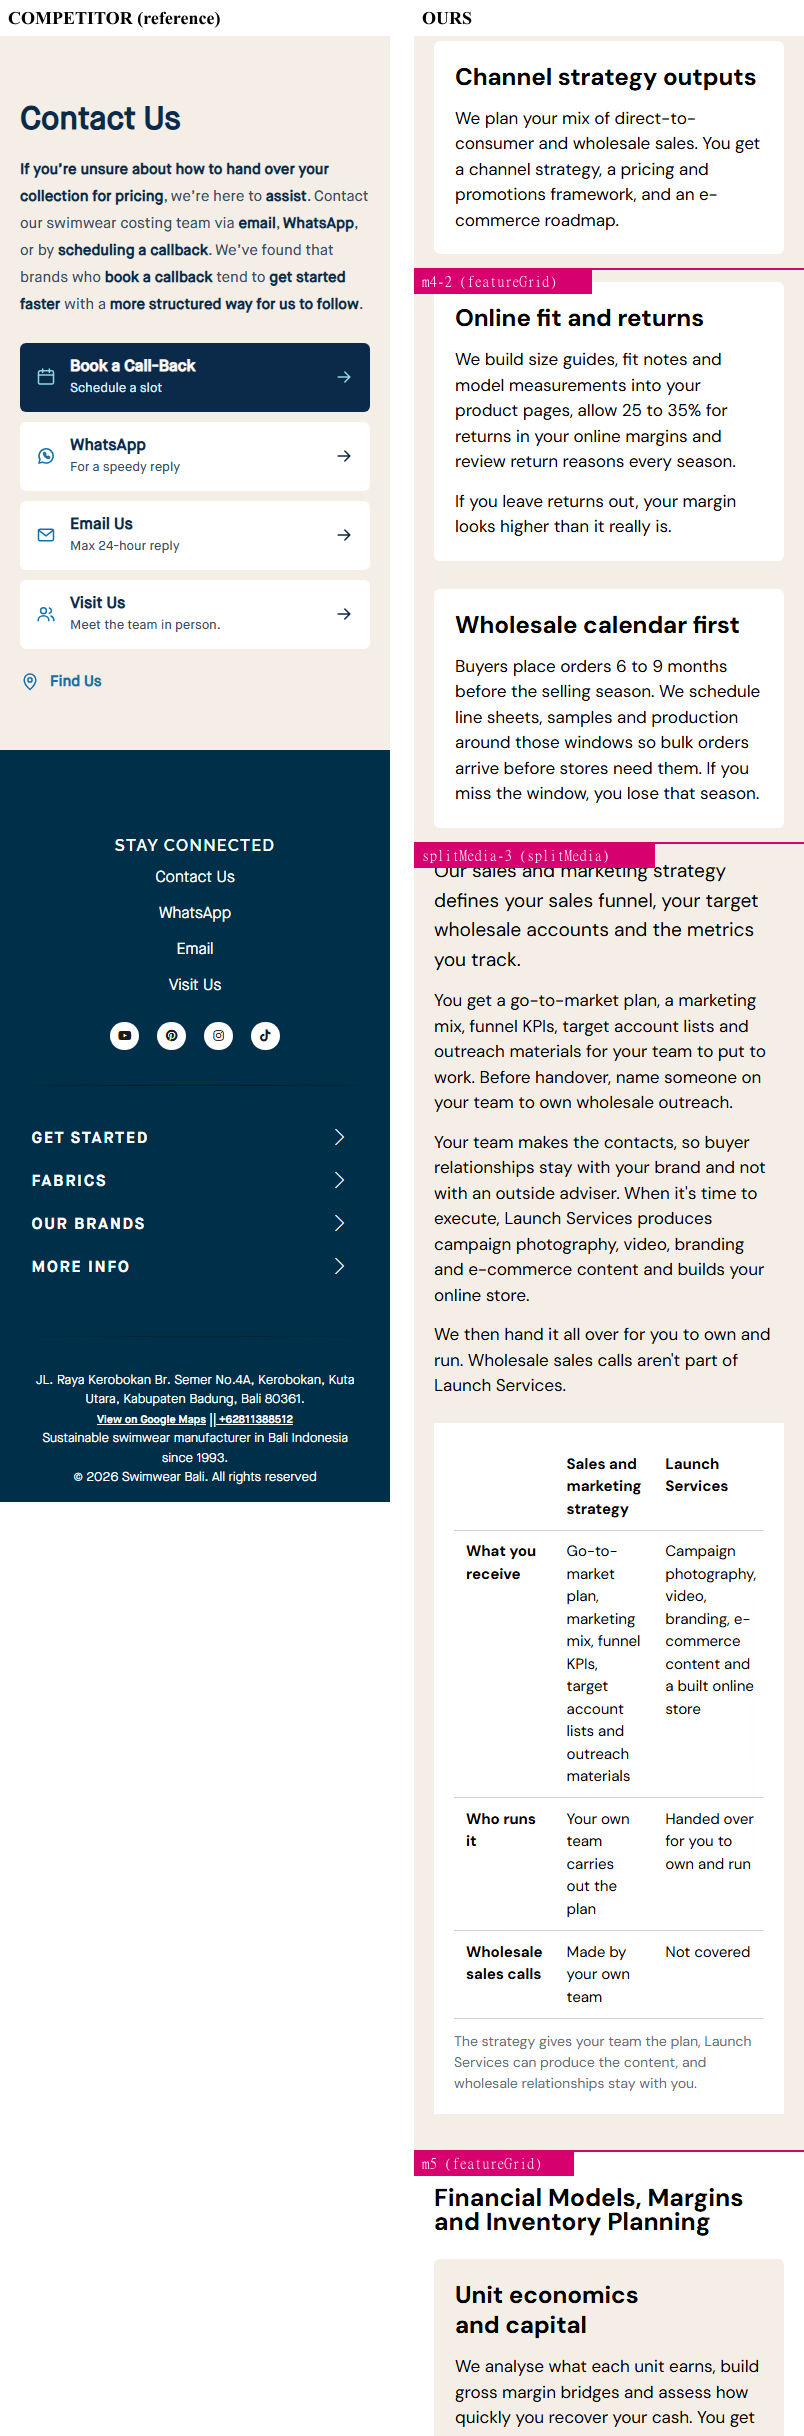 COMPETITOR (reference)
Contact Us
If you're unsure about how to hand over your
collection for pricing, we're here to assist. Contact
our swimwear costing team via email, WhatsApp,
or by scheduling a callback. We've found that
brands who book a callback tend to get started
faster with a more structured way for us to follow.
Book a Call-Back
Schedule a slot
WhatsApp
For a speedy reply
Email Us
Max 24-hour reply
Visit Us
Meet the team in person.
Find Us
STAY CONNECTED
Contact Us
WhatsApp
Email
Visit Us
GET STARTED
FABRICS
OUR BRANDS
MORE INFO
JL. Raya Kerobokan Br. Semer No.4A, Kerobokan, Kuta
Utara, Kabupaten Badung, Bali 80361.
View on Google Maps || +62811388512
Sustainable swimwear manufacturer in Bali Indonesia
since 1993.
© 2026 Swimwear Bali. All rights reserved
OURS
Channel strategy outputs
We plan your mix of direct-to-
consumer and wholesale sales. You get
a channel strategy, a pricing and
promotions framework, and an e-
commerce roadmap.
m4-2 (featureGrid)
Online fit and returns
We build size guides, fit notes and
model measurements into your
product pages, allow 25 to 35% for
returns in your online margins and
review return reasons every season.
If you leave returns out, your margin
looks higher than it really is.
Wholesale calendar first
Buyers place orders 6 to 9 months
before the selling season. We schedule
line sheets, samples and production
around those windows so bulk orders
arrive before stores need them. If you
miss the window, you lose that season.
splitMedia-3 (splitMedia)
Our sales and marketing strategy
defines your sales funnel, your target
wholesale accounts and the metrics
you track.
You get a go-to-market plan, a marketing
mix, funnel KPIs, target account lists and
outreach materials for your team to put to
work. Before handover, name someone on
your team to own wholesale outreach.
Your team makes the contacts, so buyer
relationships stay with your brand and not
with an outside adviser. When it's time to
execute, Launch Services produces
campaign photography, video, branding
and e-commerce content and builds your
online store.
We then hand it all over for you to own and
run. Wholesale sales calls aren't part of
Launch Services.
Sales and
marketing
strategy
Launch
Services
What you
receive
Go-to-
market
plan,
marketing
mix, funnel
KPIs,
target
account
lists and
outreach
materials
Campaign
photography,
video,
branding, e-
commerce
content and
a built online
store
Who runs
it
Your own
team
carries
out the
plan
Handed over
for you to
own and run
Wholesale
sales calls
Made by
your own
team
Not covered
The strategy gives your team the plan, Launch
Services can produce the content, and
wholesale relationships stay with you.
m5 (featureGrid)
Financial Models, Margins
and Inventory Planning
Unit economics
and capital
We analyse what each unit earns, build
gross margin bridges and assess how
quickly you recover your cash. You get